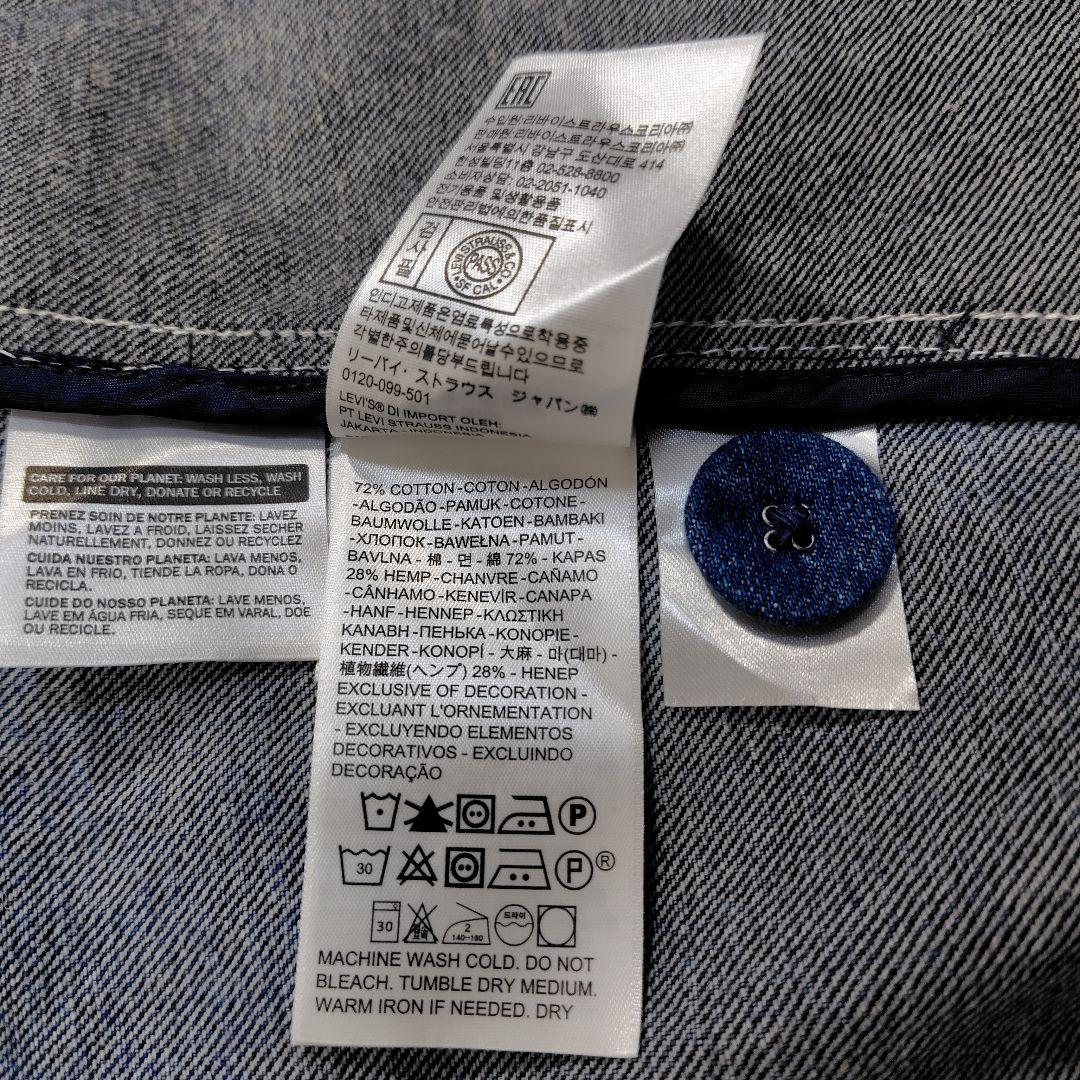 EAC
수입원:리바이스트라우스코리아㈜
판매원:리바이스트라우스코리아㈜
서울특별시 강남구 도산대로 414
한성빌딩11층 02-528-8800
소비자상담: 02-2051-1040
전기용품 및생활용품
안전관리법에의한품질표시
검사필
LEVI STRAUSS & CO
PASS
SF CAL.
인디고제품은염료특성으로착용중
타제품및신체에묻어날수있으므로
각별한주의를당부드립니다
リーバイ・ストラウス ジャパン㈱
0120-099-501
LEVI'S® DI IMPORT OLEH:
PT LEVI STRAUSS INDONESIA
JAKARTA - INDONESIA
CARE FOR OUR PLANET: WASH LESS, WASH
COLD, LINE DRY, DONATE OR RECYCLE
PRENEZ SOIN DE NOTRE PLANETE: LAVEZ
MOINS, LAVEZ A FROID, LAISSEZ SECHER
NATURELLEMENT, DONNEZ OU RECYCLEZ
CUIDA NUESTRO PLANETA: LAVA MENOS,
LAVA EN FRIO, TIENDE LA ROPA, DONA O
RECICLA.
CUIDE DO NOSSO PLANETA: LAVE MENOS,
LAVE EM ÁGUA FRIA, SEQUE EM VARAL, DOE
OU RECICLE.
72% COTTON-COTON-ALGODÓN
-ALGODÃO-PAMUK-COTONE-
BAUMWOLLE-KATOEN-BAMBAKI
-ХЛОПОК-BAWEŁNA-PAMUT-
BAVLNA - 棉 - 면 - 綿 72% - KAPAS
28% HEMP-CHANVRE-CAÑAMO
-CÂNHAMO-KENEVİR-CANAPA
-HANF-HENNEP-ΚΛΩΣΤΙΚΗ
ΚΑΝΑΒΗ-ПЕНЬКА-KONOPIE-
KENDER-KONOPÍ - 大麻 - 마(대마) -
植物繊維(ヘンプ) 28% - HENEP
EXCLUSIVE OF DECORATION -
EXCLUANT L'ORNEMENTATION
- EXCLUYENDO ELEMENTOS
DECORATIVOS - EXCLUINDO
DECORAÇÃO
P
30 P ®
30 염소 2 140-160 드라이
MACHINE WASH COLD. DO NOT
BLEACH. TUMBLE DRY MEDIUM.
WARM IRON IF NEEDED. DRY